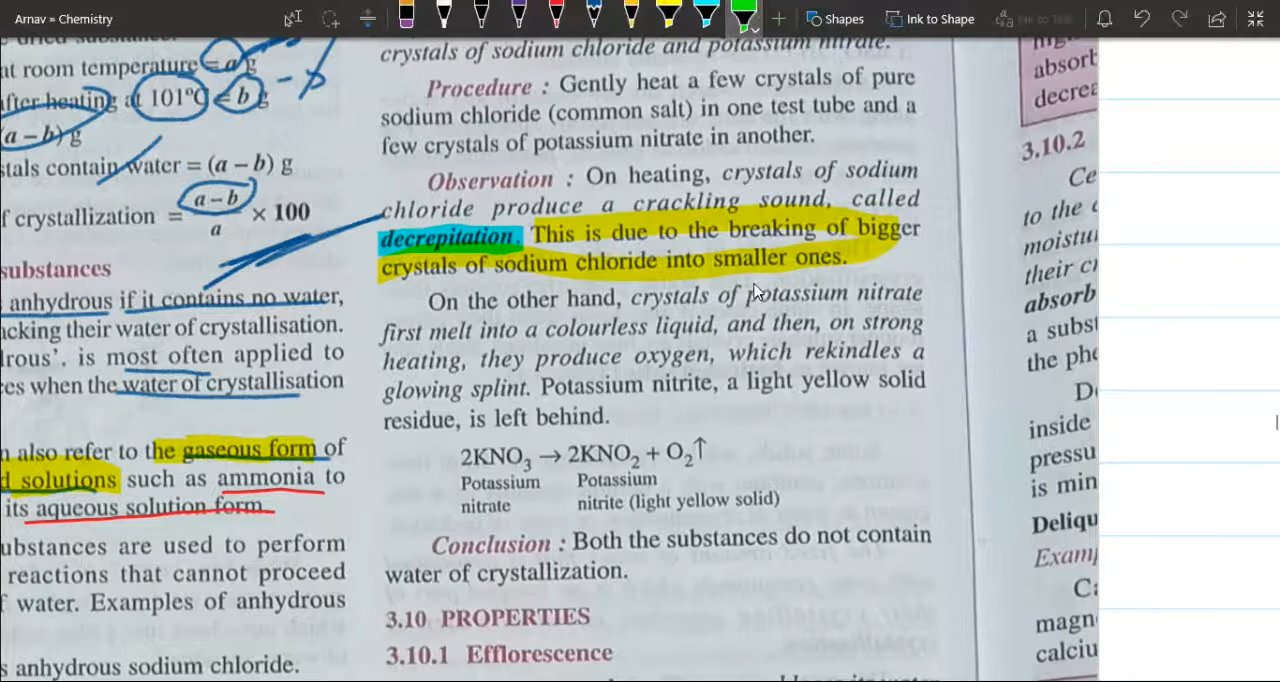 Arnav » Chemistry
Shapes
Ink to Shape
at room temperature = a g
after heating at 101°C = b g
(a – b) g
stals contain water = (a – b) g
f crystallization = a – b / a × 100
substances
anhydrous if it contains no water,
acking their water of crystallisation.
drous'. is most often applied to
ces when the water of crystallisation
n also refer to the gaseous form of
d solutions such as ammonia to
its aqueous solution form.
ubstances are used to perform
reactions that cannot proceed
f water. Examples of anhydrous
s anhydrous sodium chloride.
crystals of sodium chloride and potassium nitrate.
Procedure : Gently heat a few crystals of pure
sodium chloride (common salt) in one test tube and a
few crystals of potassium nitrate in another.
Observation : On heating, crystals of sodium
chloride produce a crackling sound, called
decrepitation. This is due to the breaking of bigger
crystals of sodium chloride into smaller ones.
On the other hand, crystals of potassium nitrate
first melt into a colourless liquid, and then, on strong
heating, they produce oxygen, which rekindles a
glowing splint. Potassium nitrite, a light yellow solid
residue, is left behind.
2KNO₃ → 2KNO₂ + O₂↑
Potassium Potassium
nitrate nitrite (light yellow solid)
Conclusion : Both the substances do not contain
water of crystallization.
3.10 PROPERTIES
3.10.1 Efflorescence
absorb
decrea
3.10.2
Ce
to the
moistu
their cr
absorb
a subst
the pho
De
inside
pressu
is min
Deliqu
Examp
Ca
magn
calciu